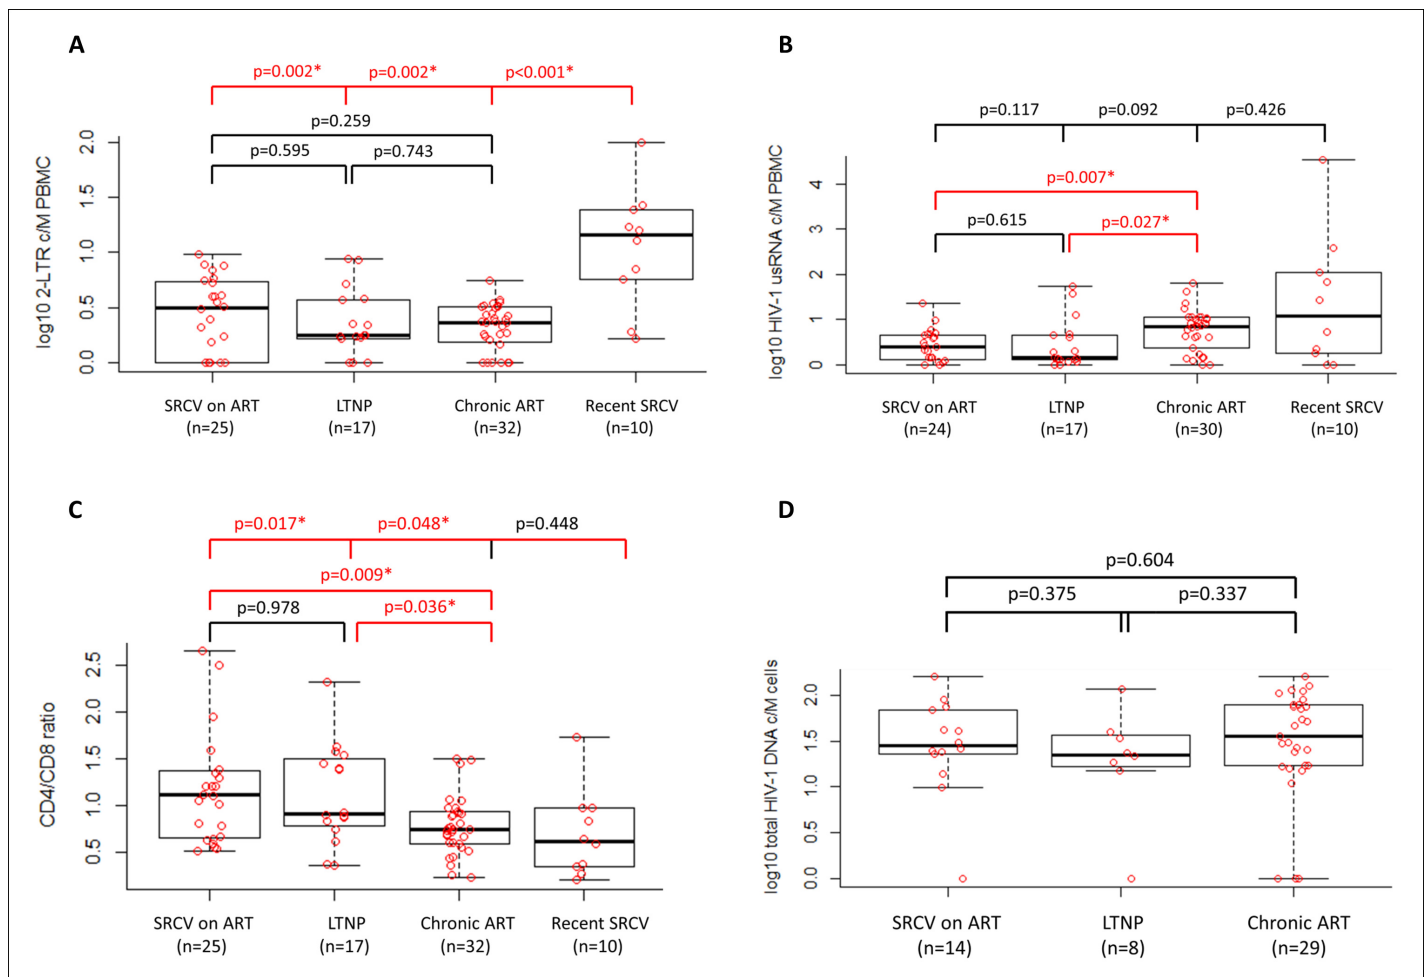 A
p=0.002*
p=0.002*
p<0.001*
p=0.259
p=0.595
p=0.743
log10 2-LTR c/M PBMC
2.0
1.5
1.0
0.5
0.0
SRCV on ART
(n=25)
LTNP
(n=17)
Chronic ART
(n=32)
Recent SRCV
(n=10)
B
p=0.117
p=0.092
p=0.426
p=0.007*
p=0.615
p=0.027*
log10 HIV-1 usRNA c/M PBMC
4
3
2
1
0
SRCV on ART
(n=24)
LTNP
(n=17)
Chronic ART
(n=30)
Recent SRCV
(n=10)
C
p=0.017*
p=0.048*
p=0.448
p=0.009*
p=0.978
p=0.036*
CD4/CD8 ratio
2.5
2.0
1.5
1.0
0.5
SRCV on ART
(n=25)
LTNP
(n=17)
Chronic ART
(n=32)
Recent SRCV
(n=10)
D
p=0.604
p=0.375
p=0.337
log10 total HIV-1 DNA c/M cells
2.0
1.5
1.0
0.5
0.0
SRCV on ART
(n=14)
LTNP
(n=8)
Chronic ART
(n=29)